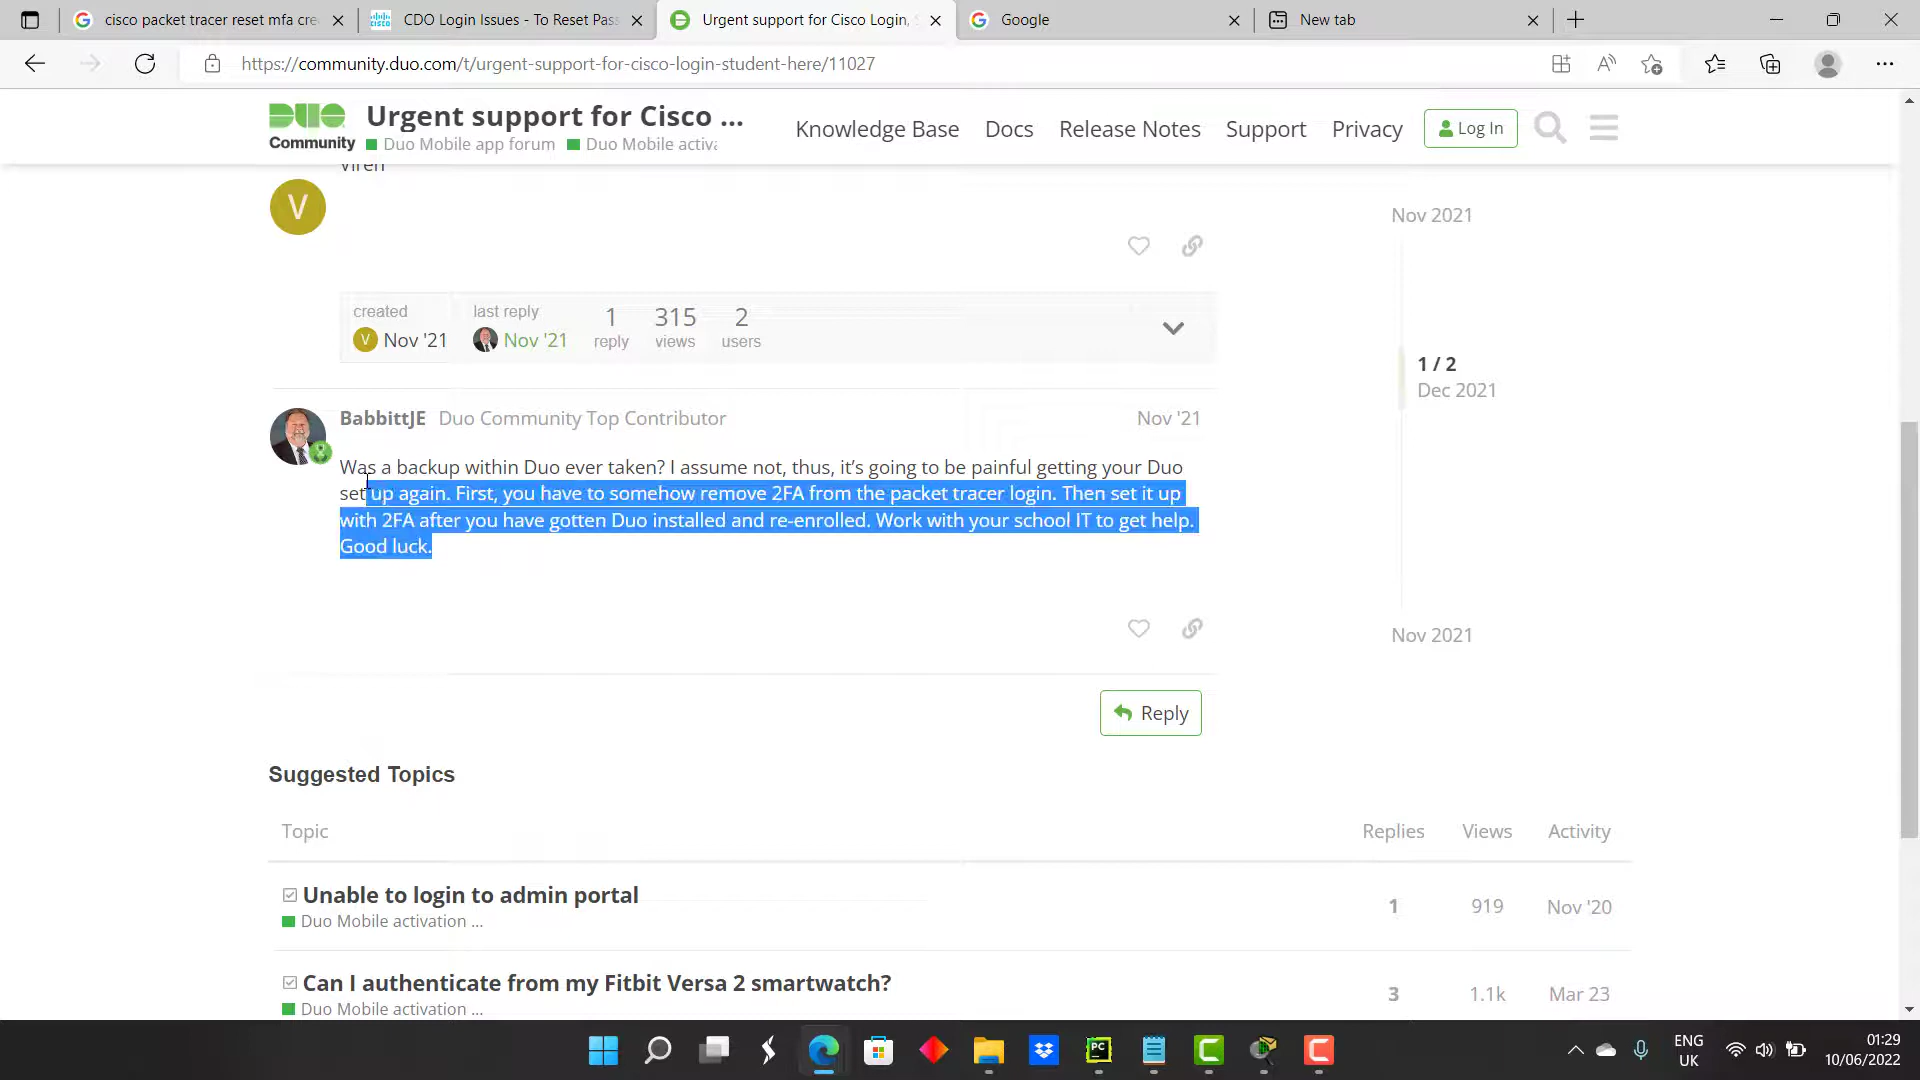 cisco packet tracer reset mfa cre
CDO Login Issues - To Reset Pas
Urgent support for Cisco Login,
Google
New tab
https://community.duo.com/t/urgent-support-for-cisco-login-student-here/11027
Community
Urgent support for Cisco ...
Duo Mobile app forum Duo Mobile activa
Knowledge Base Docs Release Notes Support Privacy Log In
Viren
V
Nov 2021
created last reply 1 315 2
V Nov '21 Nov '21 reply views users
1 / 2
Dec 2021
BabbittJE Duo Community Top Contributor Nov '21
Was a backup within Duo ever taken? I assume not, thus, it's going to be painful getting your Duo
set up again. First, you have to somehow remove 2FA from the packet tracer login. Then set it up
with 2FA after you have gotten Duo installed and re-enrolled. Work with your school IT to get help.
Good luck.
Nov 2021
Reply
Suggested Topics
Topic Replies Views Activity
Unable to login to admin portal
Duo Mobile activation ...
1 919 Nov '20
Can I authenticate from my Fitbit Versa 2 smartwatch?
Duo Mobile activation ...
3 1.1k Mar 23
ENG
UK
01:29
10/06/2022